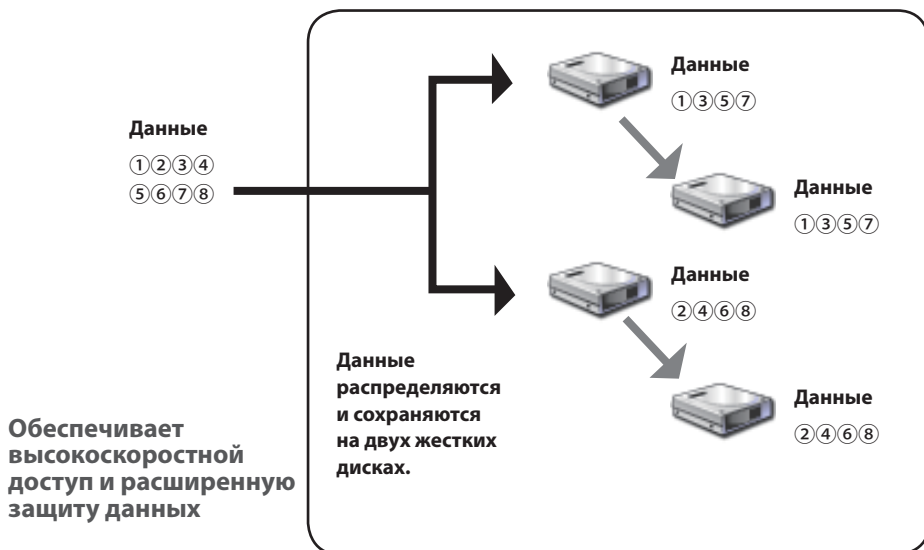 Данные
①②③④
⑤⑥⑦⑧
Данные
①③⑤⑦
Данные
①③⑤⑦
Данные
②④⑥⑧
Данные
②④⑥⑧
Данные
распределяются
и сохраняются
на двух жестких
дисках.
Обеспечивает
высокоскоростной
доступ и расширенную
защиту данных